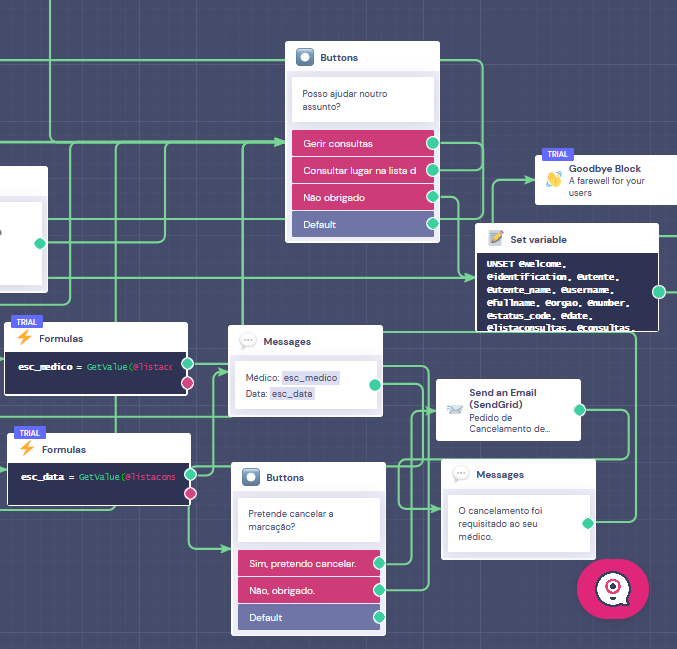 Buttons
Posso ajudar noutro
assunto?
Gerir consultas
Consultar lugar na lista d
Não obrigado
Default
TRIAL
Goodbye Block
A farewell for your
users
Set variable
UNSET @welcome,
@identification, @utente,
@utente_name, @username,
@fullname, @orgao, @number,
@status_code, @date,
@listaconsultas, @consultas,
TRIAL
Formulas
esc_medico = GetValue(@listac
Messages
Médico: esc_medico
Data: esc_data
Send an Email
(SendGrid)
Pedido de
Cancelamento de...
TRIAL
Formulas
esc_data = GetValue(@listacons
Buttons
Pretende cancelar a
marcação?
Sim, pretendo cancelar.
Não, obrigado.
Default
Messages
O cancelamento foi
requisitado ao seu
médico.